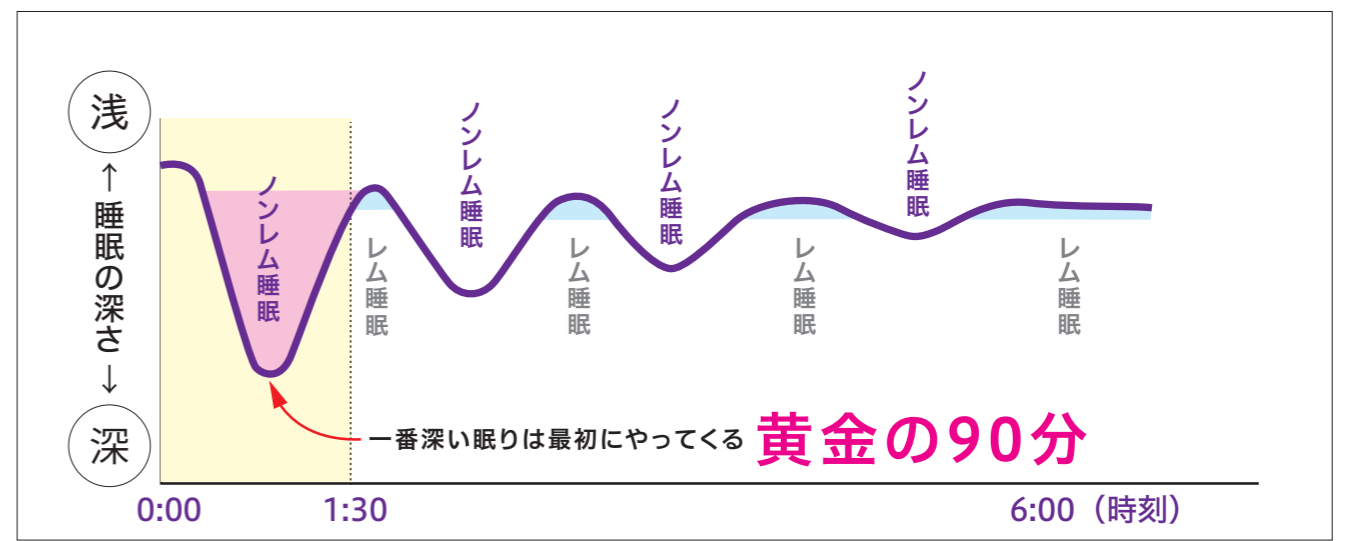 浅
↑睡眠の深さ↓
深
ノンレム睡眠
レム睡眠
ノンレム睡眠
レム睡眠
ノンレム睡眠
レム睡眠
ノンレム睡眠
レム睡眠
一番深い眠りは最初にやってくる 黄金の90分
0:00 1:30 6:00（時刻）